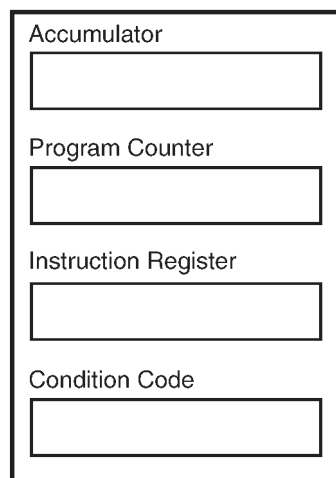 Accumulator
Program Counter
Instruction Register
Condition Code